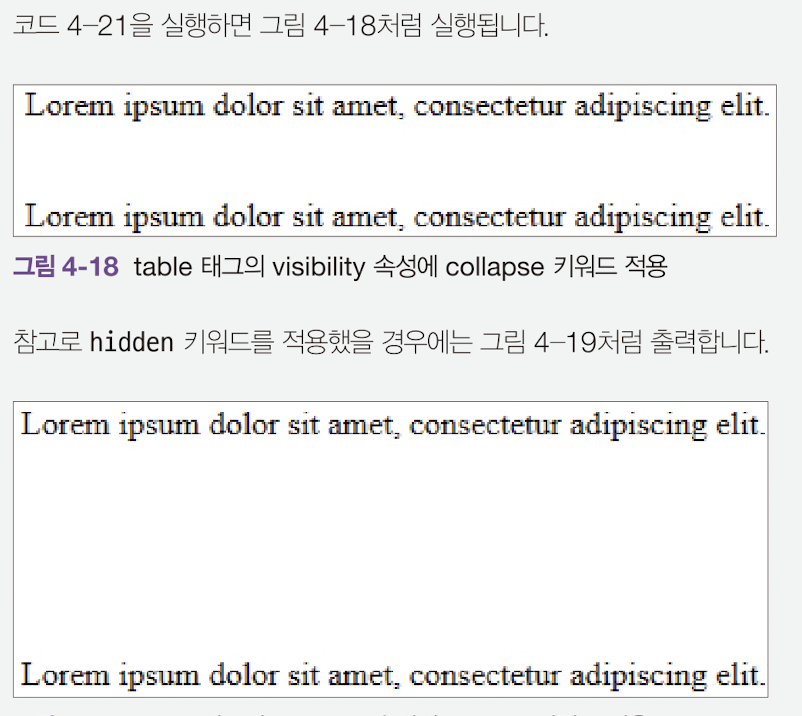 코드 4-21을 실행하면 그림 4-18처럼 실행됩니다.
Lorem ipsum dolor sit amet, consectetur adipiscing elit.
Lorem ipsum dolor sit amet, consectetur adipiscing elit.
그림 4-18 table 태그의 visibility 속성에 collapse 키워드 적용
참고로 hidden 키워드를 적용했을 경우에는 그림 4-19처럼 출력합니다.
Lorem ipsum dolor sit amet, consectetur adipiscing elit.
Lorem ipsum dolor sit amet, consectetur adipiscing elit.